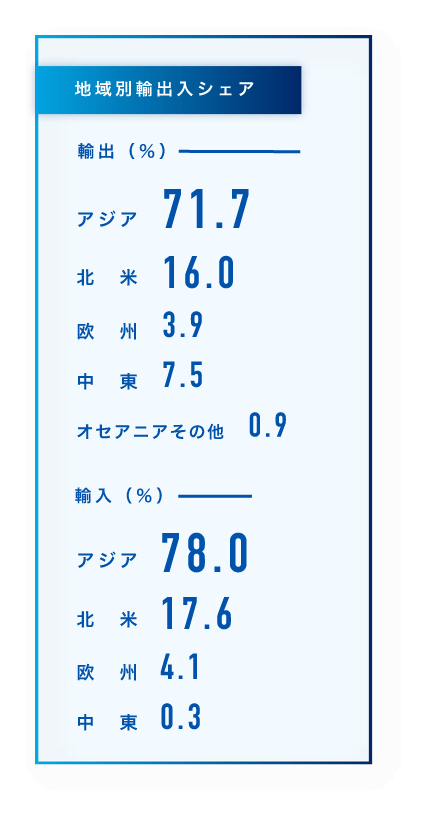 地域別輸出入シェア
輸出（%）
アジア 71.7
北　米 16.0
欧　州 3.9
中　東 7.5
オセアニアその他 0.9
輸入（%）
アジア 78.0
北　米 17.6
欧　州 4.1
中　東 0.3